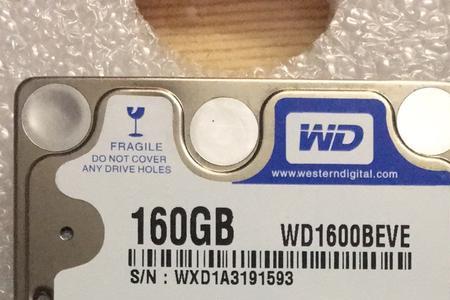 FRAGILE
DO NOT COVER
ANY DRIVE HOLES
WD
www.westerndigital.com
160GB WD1600BEVE
S/N : WXD1A3191593